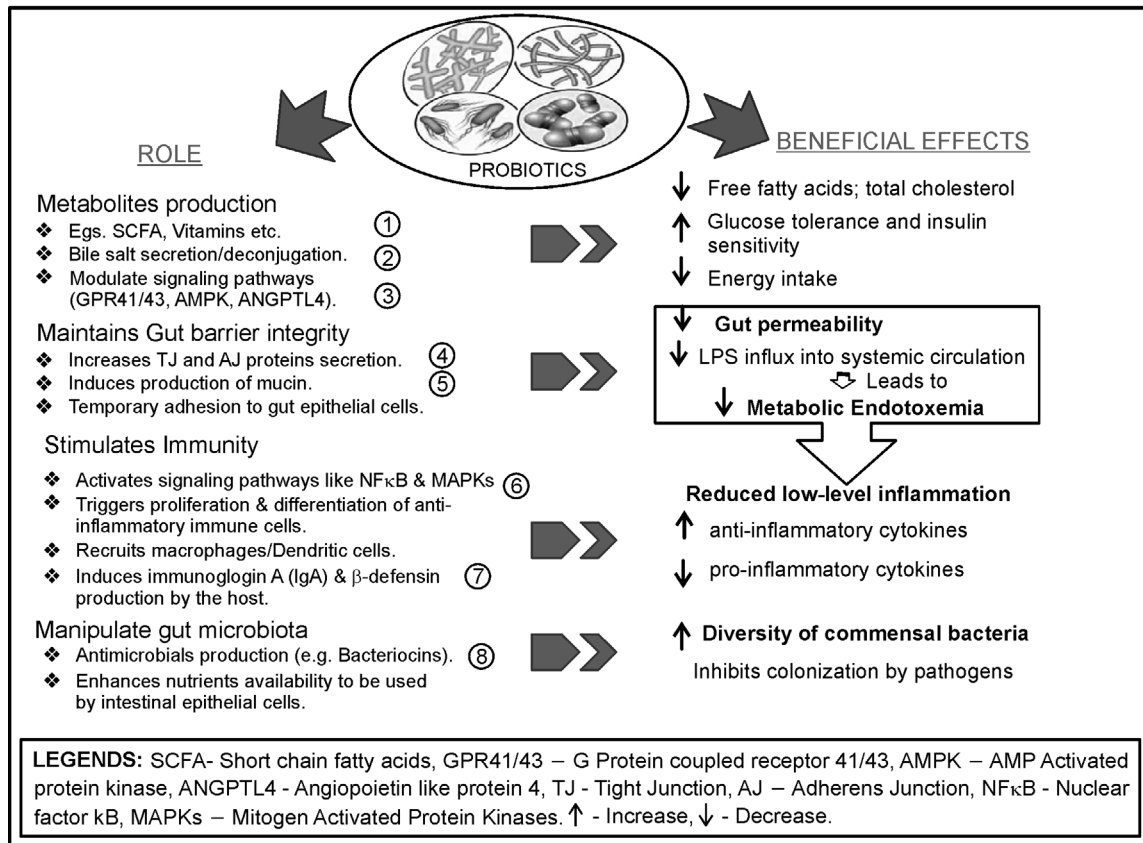 PROBIOTICS
ROLE
Metabolites production
❖ Egs. SCFA, Vitamins etc. ①
❖ Bile salt secretion/deconjugation. ②
❖ Modulate signaling pathways
(GPR41/43, AMPK, ANGPTL4). ③
Maintains Gut barrier integrity
❖ Increases TJ and AJ proteins secretion. ④
❖ Induces production of mucin. ⑤
❖ Temporary adhesion to gut epithelial cells.
Stimulates Immunity
❖ Activates signaling pathways like NFκB & MAPKs ⑥
❖ Triggers proliferation & differentiation of anti-
inflammatory immune cells.
❖ Recruits macrophages/Dendritic cells.
❖ Induces immunoglogin A (IgA) & β-defensin ⑦
production by the host.
Manipulate gut microbiota
❖ Antimicrobials production (e.g. Bacteriocins). ⑧
❖ Enhances nutrients availability to be used
by intestinal epithelial cells.
BENEFICIAL EFFECTS
↓ Free fatty acids; total cholesterol
↑ Glucose tolerance and insulin
sensitivity
↓ Energy intake
↓ Gut permeability
↓ LPS influx into systemic circulation
Leads to
↓ Metabolic Endotoxemia
Reduced low-level inflammation
↑ anti-inflammatory cytokines
↓ pro-inflammatory cytokines
↑ Diversity of commensal bacteria
Inhibits colonization by pathogens
LEGENDS: SCFA- Short chain fatty acids, GPR41/43 – G Protein coupled receptor 41/43, AMPK – AMP Activated
protein kinase, ANGPTL4 - Angiopoietin like protein 4, TJ - Tight Junction, AJ – Adherens Junction, NFκB - Nuclear
factor kB, MAPKs – Mitogen Activated Protein Kinases. ↑ - Increase, ↓ - Decrease.